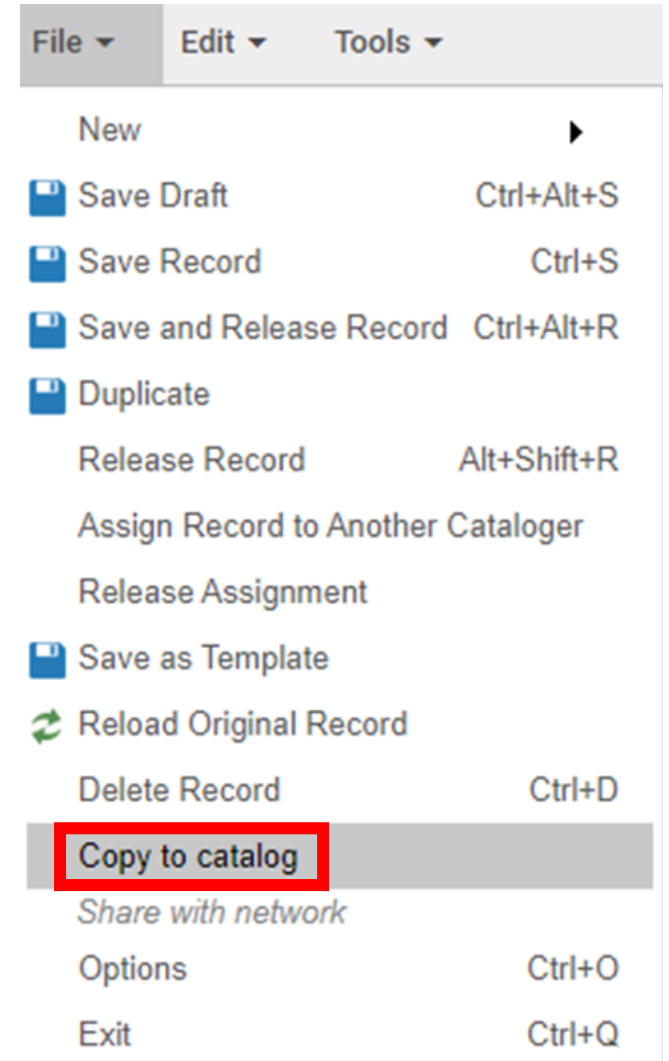 File Edit Tools
New
Save Draft Ctrl+Alt+S
Save Record Ctrl+S
Save and Release Record Ctrl+Alt+R
Duplicate
Release Record Alt+Shift+R
Assign Record to Another Cataloger
Release Assignment
Save as Template
Reload Original Record
Delete Record Ctrl+D
Copy to catalog
Share with network
Options Ctrl+O
Exit Ctrl+Q